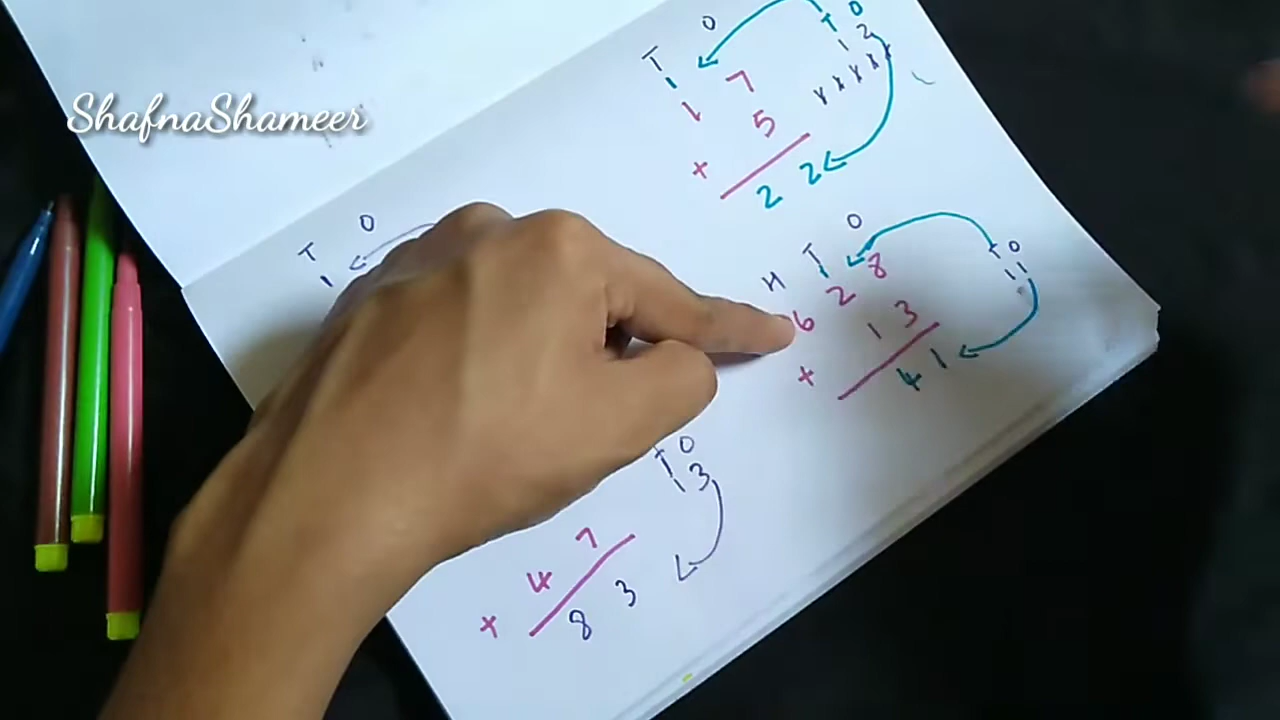 ShafnaShameer
T O
T O
1
1 2
1 7
5
+
2 2
T O
1
H T O
T O
1
1 1
6 2 8
1 3
+
4 1
T O
1 3
4 7
+
8 3